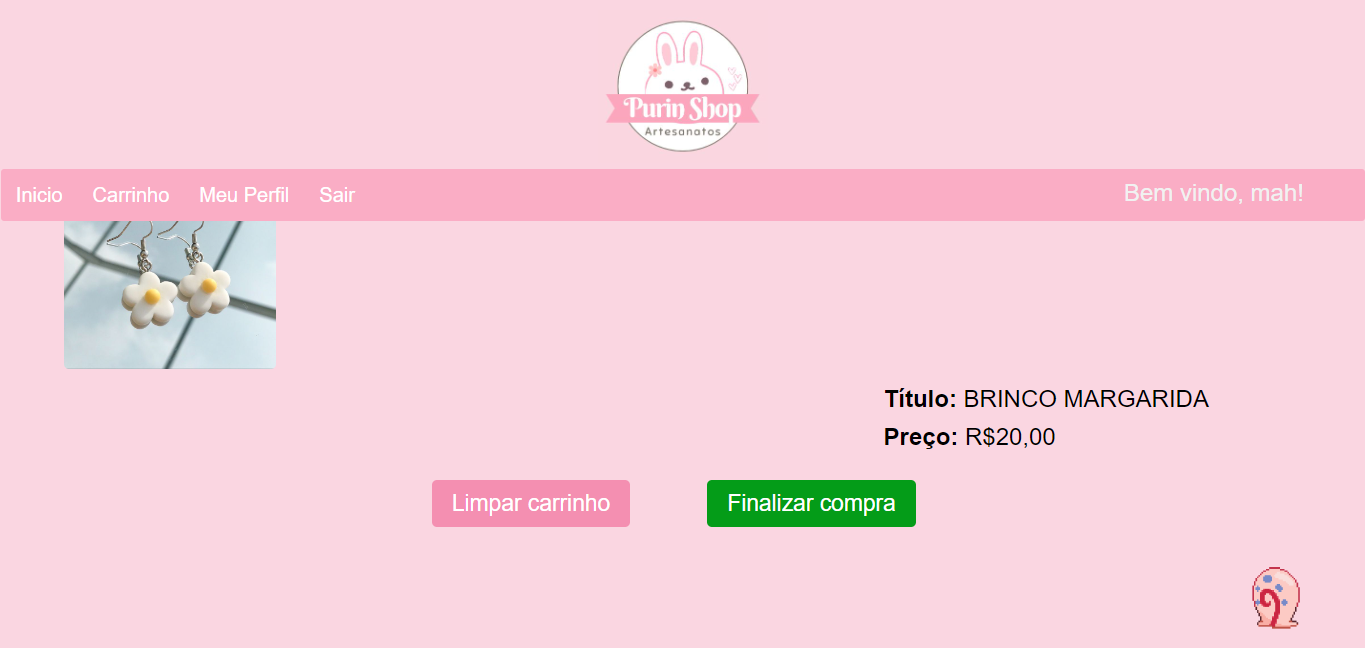 Purin Shop
Artesanatos
Inicio Carrinho Meu Perfil Sair Bem vindo, mah!
Título: BRINCO MARGARIDA
Preço: R$20,00
Limpar carrinho Finalizar compra